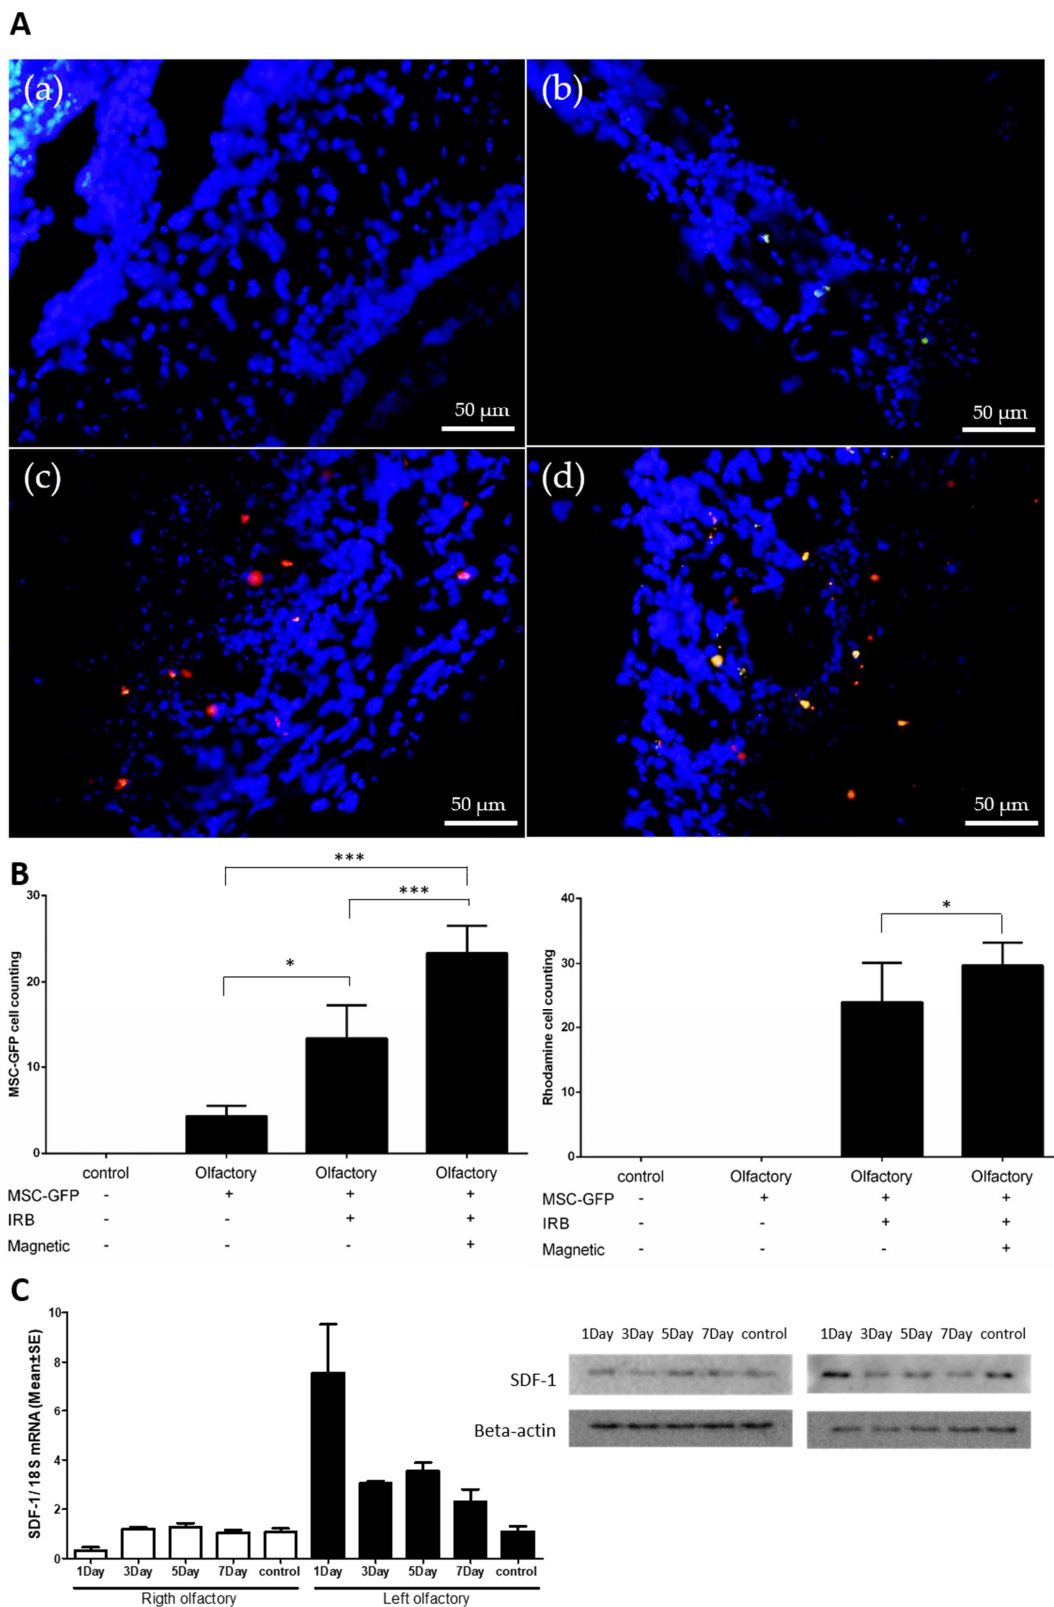 A
(a)
(b)
50 µm
50 µm
(c)
(d)
50 µm
50 µm
B
***
***
*
MSC-GFP cell counting
30
20
10
0
control Olfactory Olfactory Olfactory
MSC-GFP - + + +
IRB - - + +
Magnetic - - - +
*
Rhodamine cell counting
40
30
20
10
0
control Olfactory Olfactory Olfactory
MSC-GFP - + + +
IRB - - + +
Magnetic - - - +
C
SDF-1/ 18S mRNA (Mean±SE)
10
8
6
4
2
0
1Day 3Day 5Day 7Day control 1Day 3Day 5Day 7Day control
Rigth olfactory Left olfactory
1Day 3Day 5Day 7Day control 1Day 3Day 5Day 7Day control
SDF-1
Beta-actin